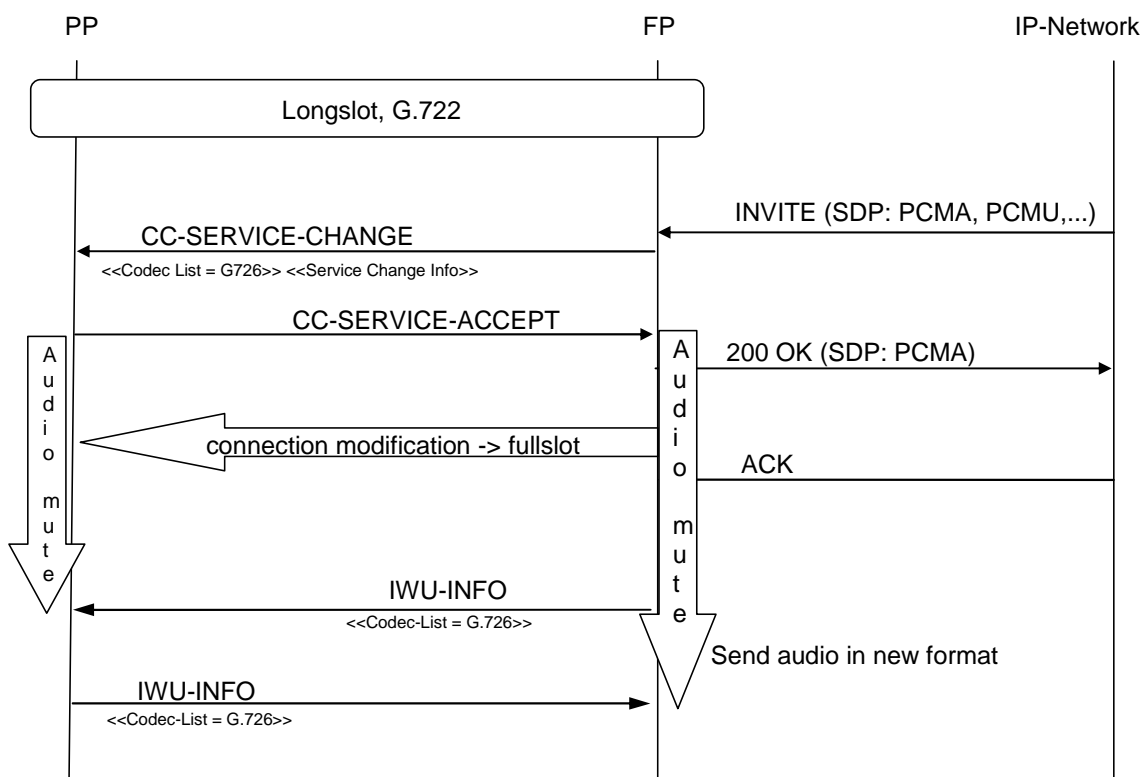 PP FP IP-Network
Longslot, G.722
INVITE (SDP: PCMA, PCMU,...)
CC-SERVICE-CHANGE
<<Codec List = G726>> <<Service Change Info>>
CC-SERVICE-ACCEPT
200 OK (SDP: PCMA)
Audio mute
Audio mute
connection modification -> fullslot
ACK
IWU-INFO
<<Codec-List = G.726>>
Send audio in new format
IWU-INFO
<<Codec-List = G.726>>